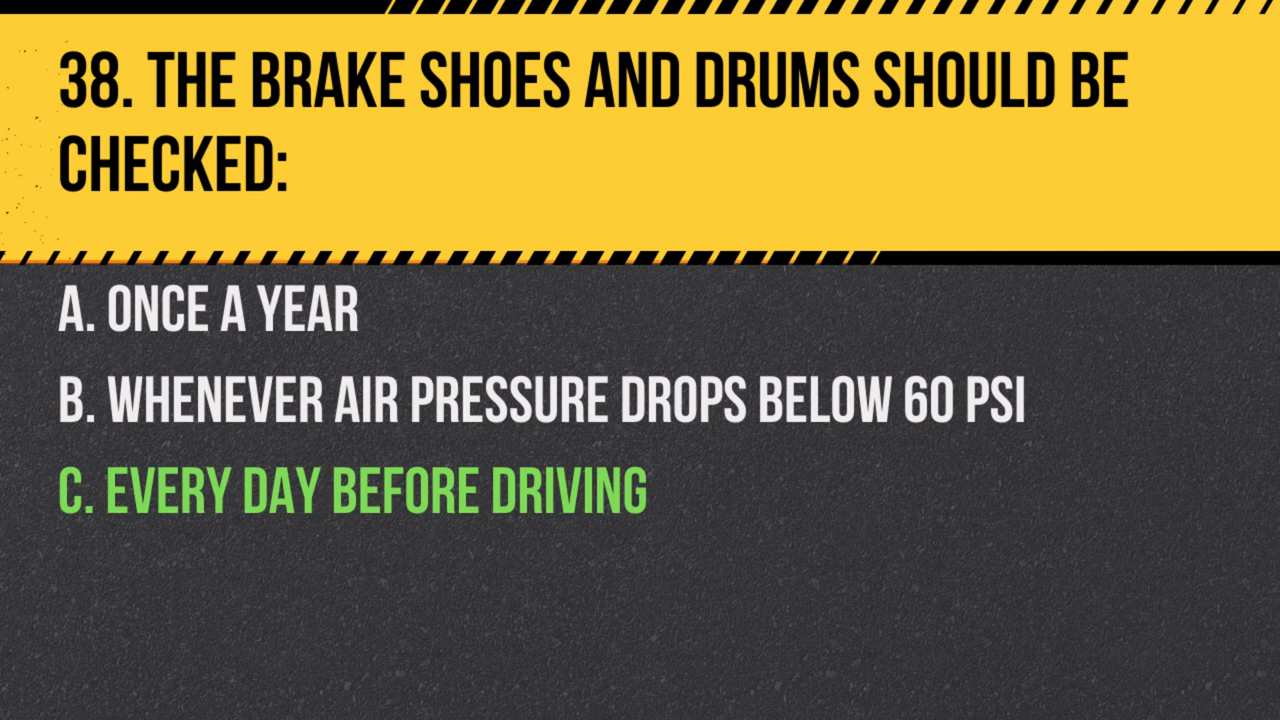 38. THE BRAKE SHOES AND DRUMS SHOULD BE
CHECKED:
A. ONCE A YEAR
B. WHENEVER AIR PRESSURE DROPS BELOW 60 PSI
C. EVERY DAY BEFORE DRIVING